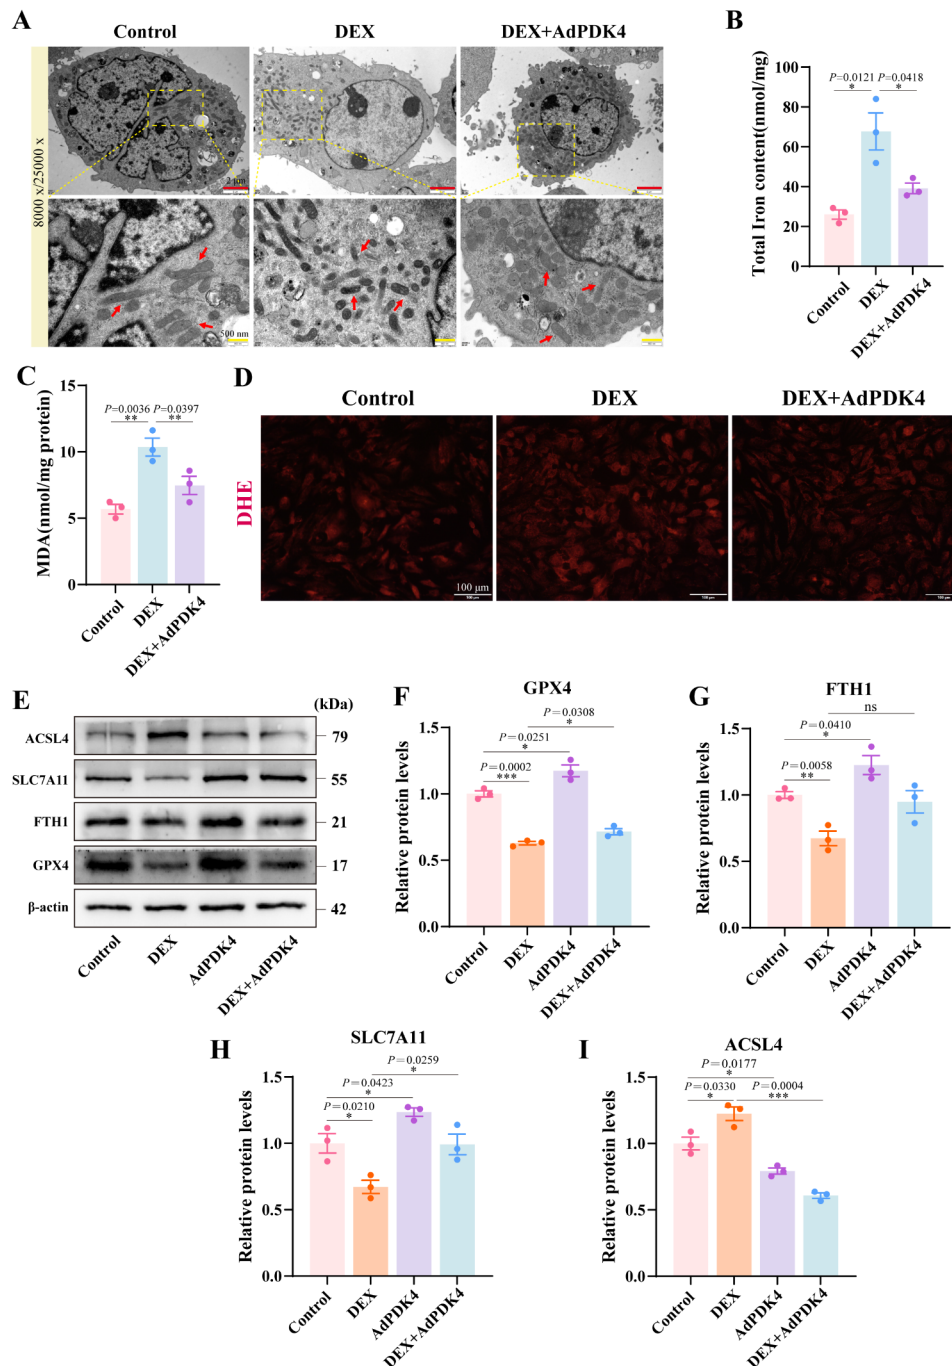 A
Control
DEX
DEX+AdPDK4
8000 x/25000 x
2 μm
500 nm
B
Total Iron content(nmol/mg)
100
80
60
40
20
0
P=0.0121
P=0.0418
*
*
Control
DEX
DEX+AdPDK4
C
MDA(nmol/mg protein)
15
10
5
0
P=0.0036
P=0.0397
**
**
Control
DEX
DEX+AdPDK4
D
Control
DEX
DEX+AdPDK4
DHE
100 μm
100 μm
100 μm
100 μm
E
(kDa)
ACSL4
79
SLC7A11
55
FTH1
21
GPX4
17
β-actin
42
Control
DEX
AdPDK4
DEX+AdPDK4
F
GPX4
Relative protein levels
1.5
1.0
0.5
0.0
P=0.0308
*
P=0.0251
*
P=0.0002
***
Control
DEX
AdPDK4
DEX+AdPDK4
G
FTH1
Relative protein levels
1.5
1.0
0.5
0.0
ns
P=0.0410
*
P=0.0058
**
Control
DEX
AdPDK4
DEX+AdPDK4
H
SLC7A11
Relative protein levels
1.5
1.0
0.5
0.0
P=0.0259
*
P=0.0423
*
P=0.0210
*
Control
DEX
AdPDK4
DEX+AdPDK4
I
ACSL4
Relative protein levels
1.5
1.0
0.5
0.0
P=0.0177
*
P=0.0330
P=0.0004
*
***
Control
DEX
AdPDK4
DEX+AdPDK4